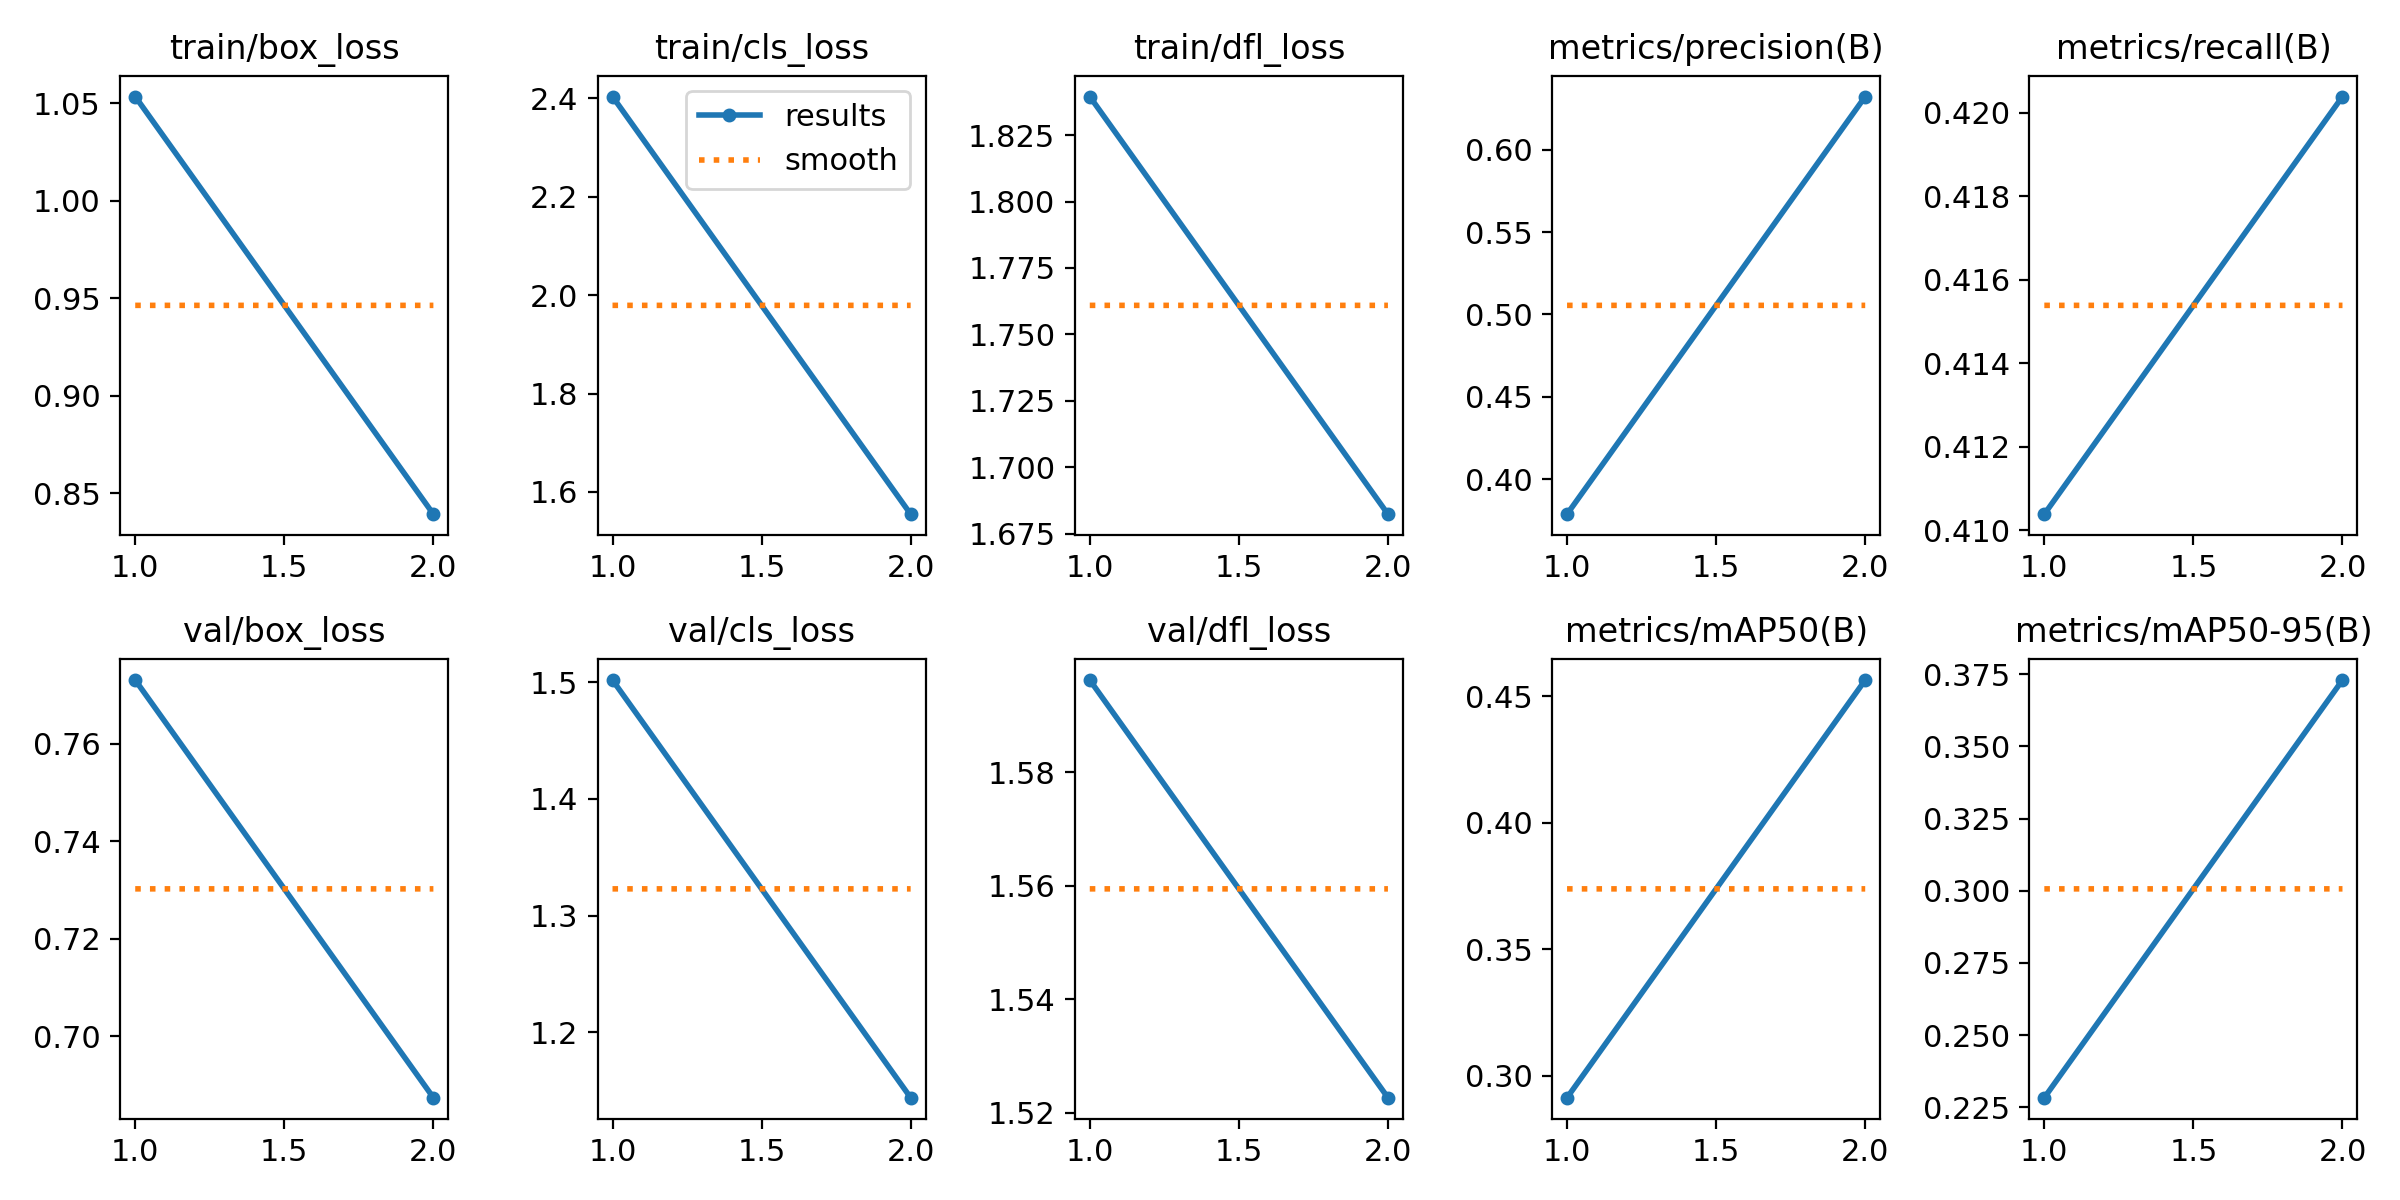 train/box_loss
1.05
1.00
0.95
0.90
0.85
1.0 1.5 2.0
train/cls_loss
results
smooth
2.4
2.2
2.0
1.8
1.6
1.0 1.5 2.0
train/dfl_loss
1.825
1.800
1.775
1.750
1.725
1.700
1.675
1.0 1.5 2.0
metrics/precision(B)
0.60
0.55
0.50
0.45
0.40
1.0 1.5 2.0
metrics/recall(B)
0.420
0.418
0.416
0.414
0.412
0.410
1.0 1.5 2.0
val/box_loss
0.76
0.74
0.72
0.70
1.0 1.5 2.0
val/cls_loss
1.5
1.4
1.3
1.2
1.0 1.5 2.0
val/dfl_loss
1.58
1.56
1.54
1.52
1.0 1.5 2.0
metrics/mAP50(B)
0.45
0.40
0.35
0.30
1.0 1.5 2.0
metrics/mAP50-95(B)
0.375
0.350
0.325
0.300
0.275
0.250
0.225
1.0 1.5 2.0